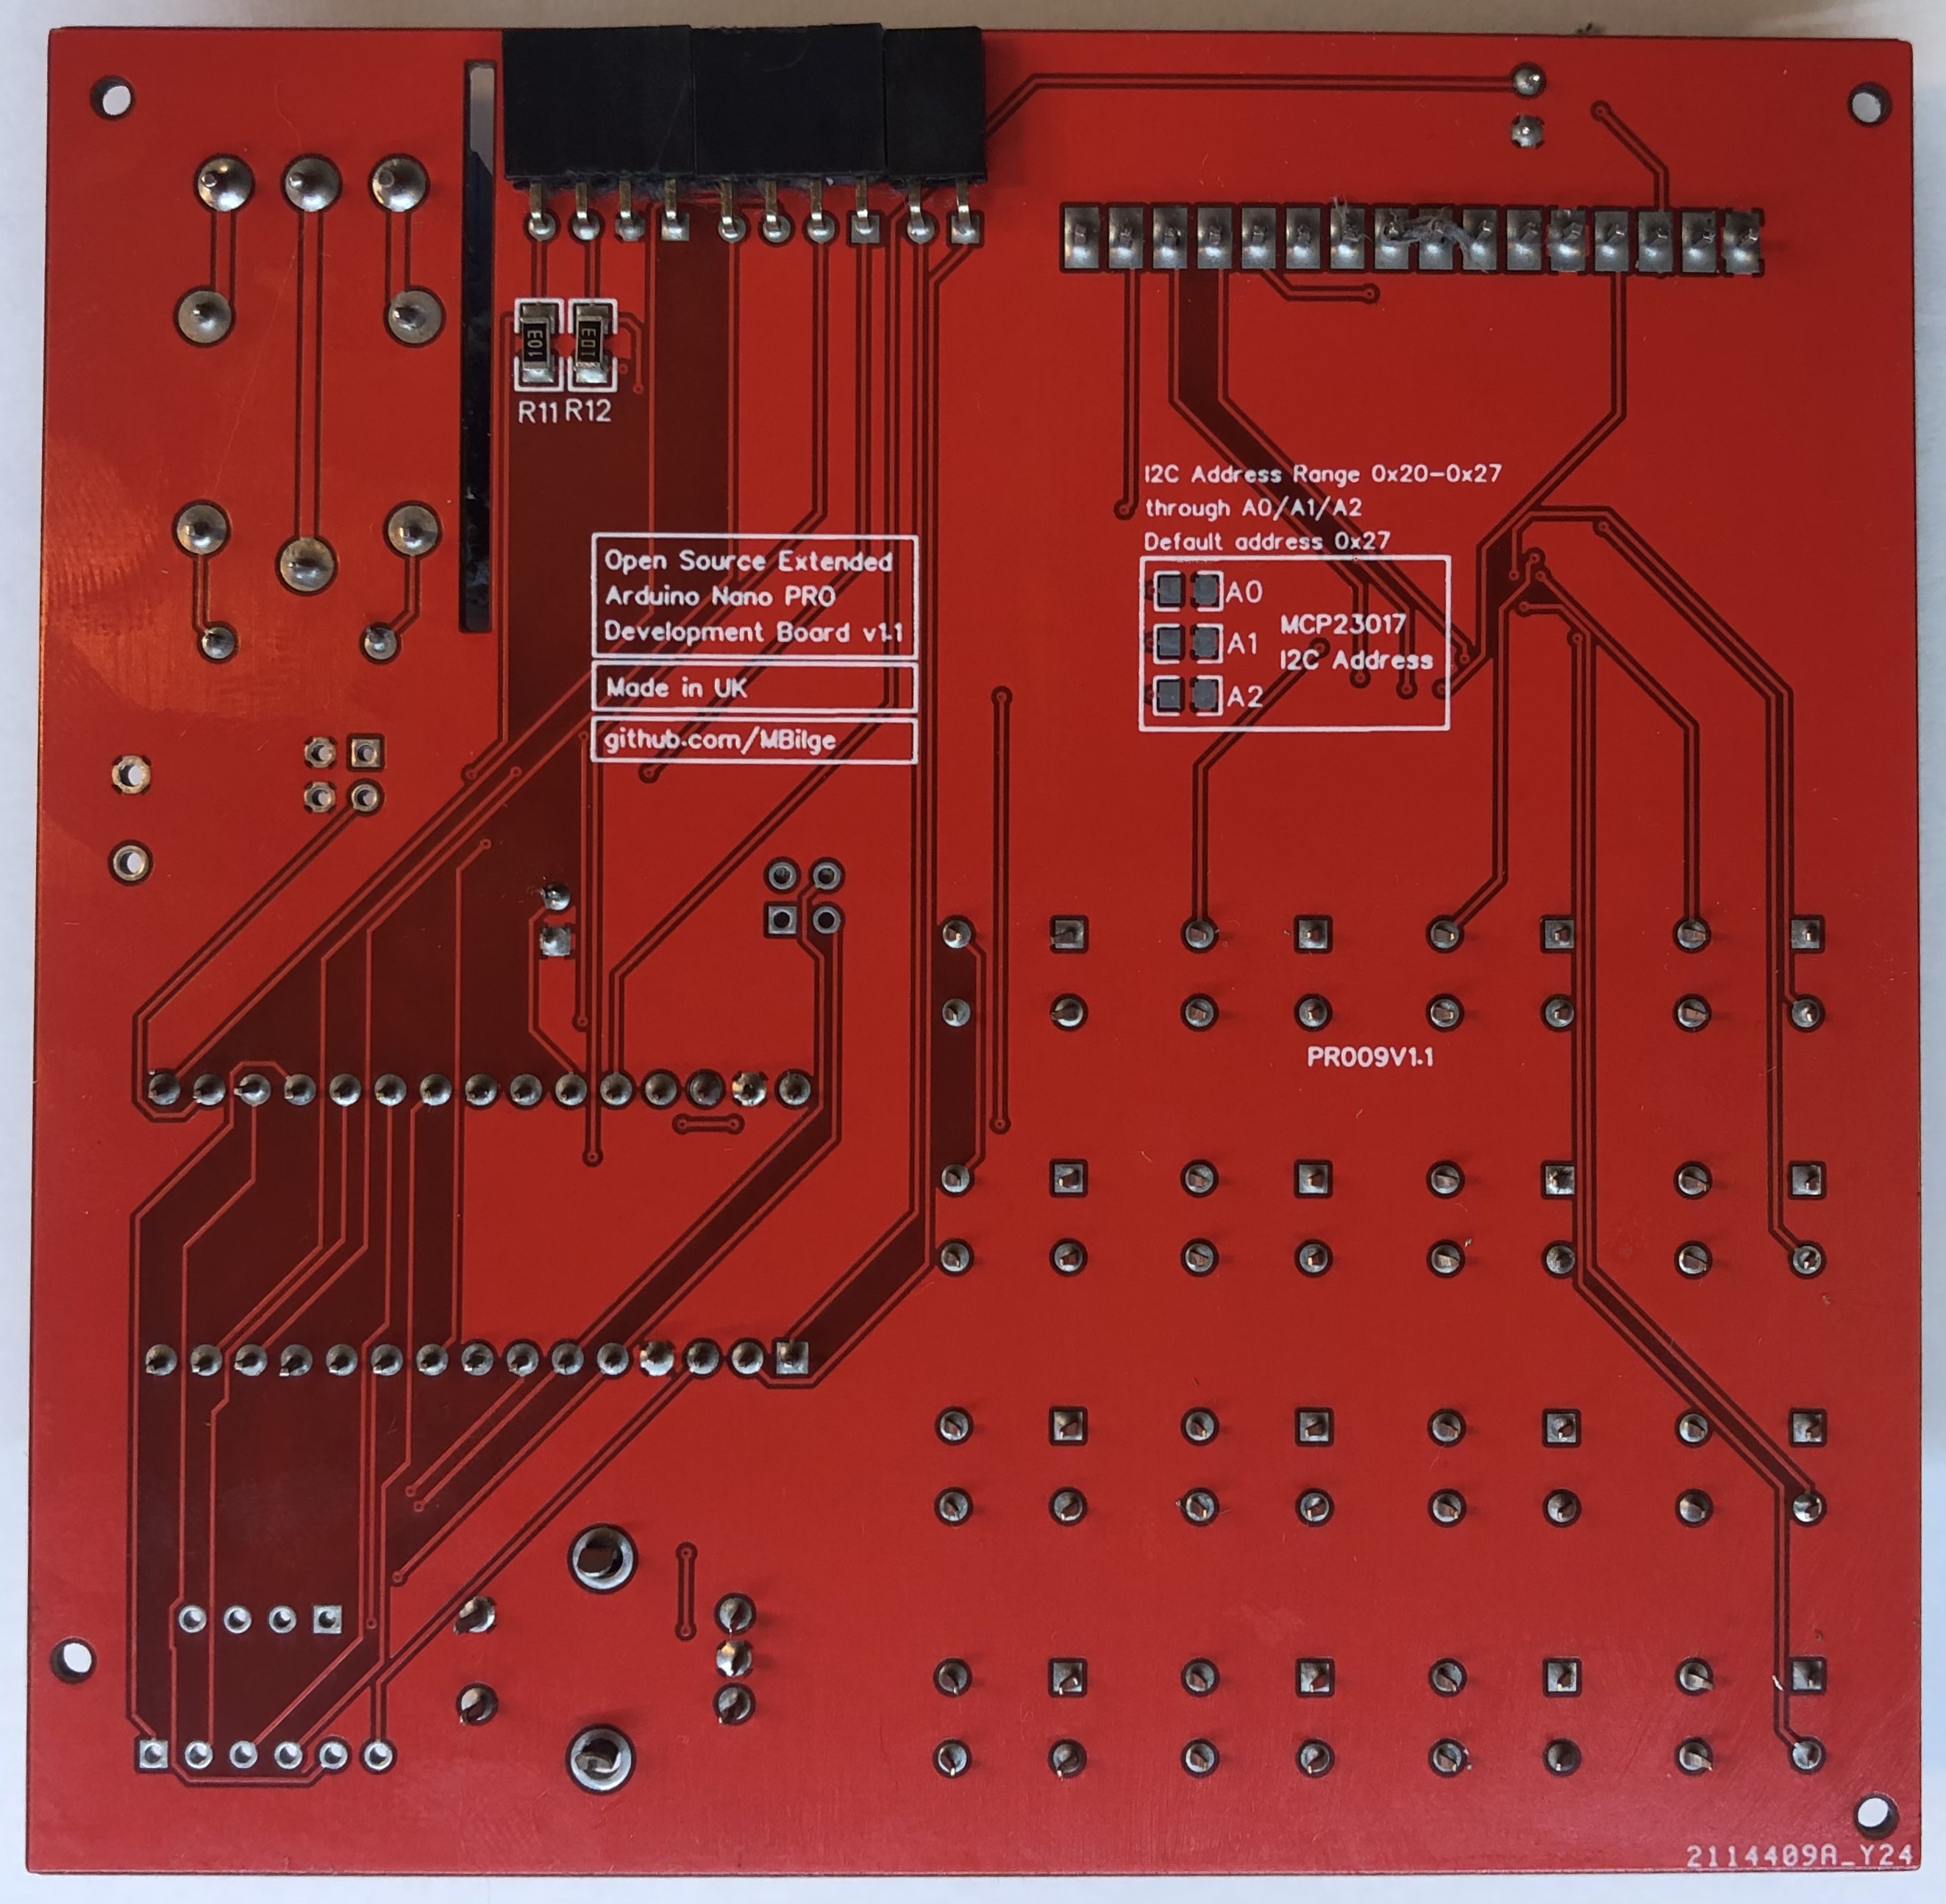 103
103
R11 R12
I2C Address Range 0x20-0x27
through A0/A1/A2
Default address 0x27
Open Source Extended
Arduino Nano PRO
Development Board v1.1
Made in UK
github.com/MBilge
A0
A1
A2
MCP23017
I2C Address
PR009V1.1
2114409A_Y24